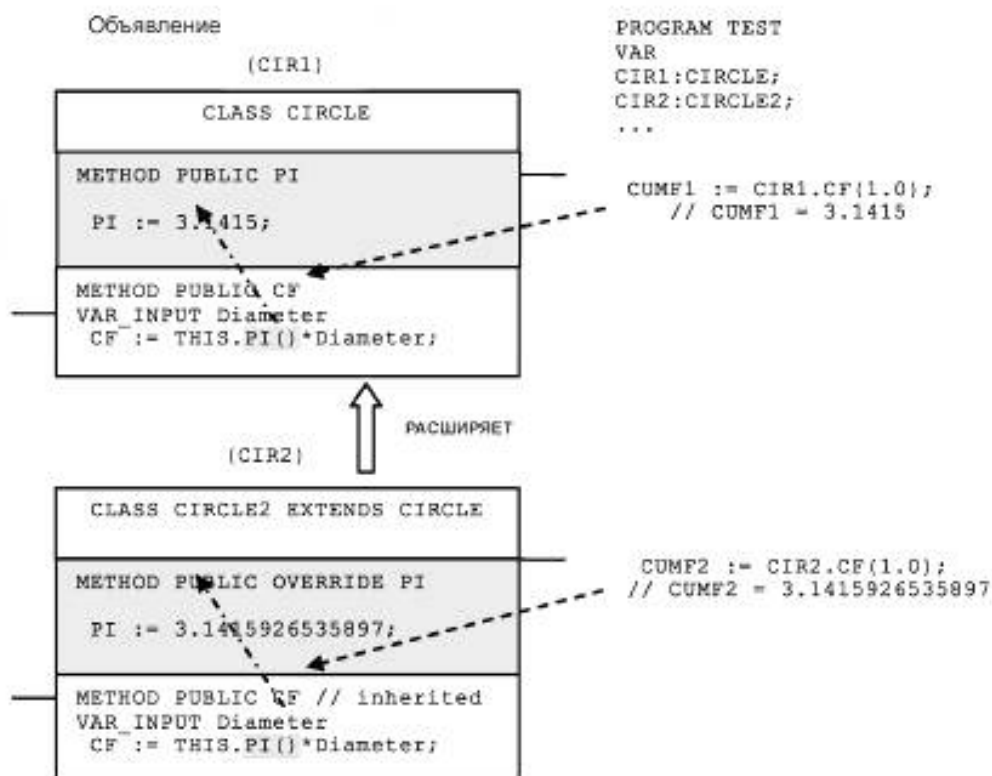 Объявление
(CIR1)
CLASS CIRCLE
METHOD PUBLIC PI
PI := 3.1415;
METHOD PUBLIC CF
VAR_INPUT Diameter
CF := THIS.PI()*Diameter;
РАСШИРЯЕТ
(CIR2)
CLASS CIRCLE2 EXTENDS CIRCLE
METHOD PUBLIC OVERRIDE PI
PI := 3.1415926535897;
METHOD PUBLIC CF // inherited
VAR_INPUT Diameter
CF := THIS.PI()*Diameter;
PROGRAM TEST
VAR
CIR1:CIRCLE;
CIR2:CIRCLE2;
...
CUMF1 := CIR1.CF(1.0);
// CUMF1 = 3.1415
CUMF2 := CIR2.CF(1.0);
// CUMF2 = 3.1415926535897